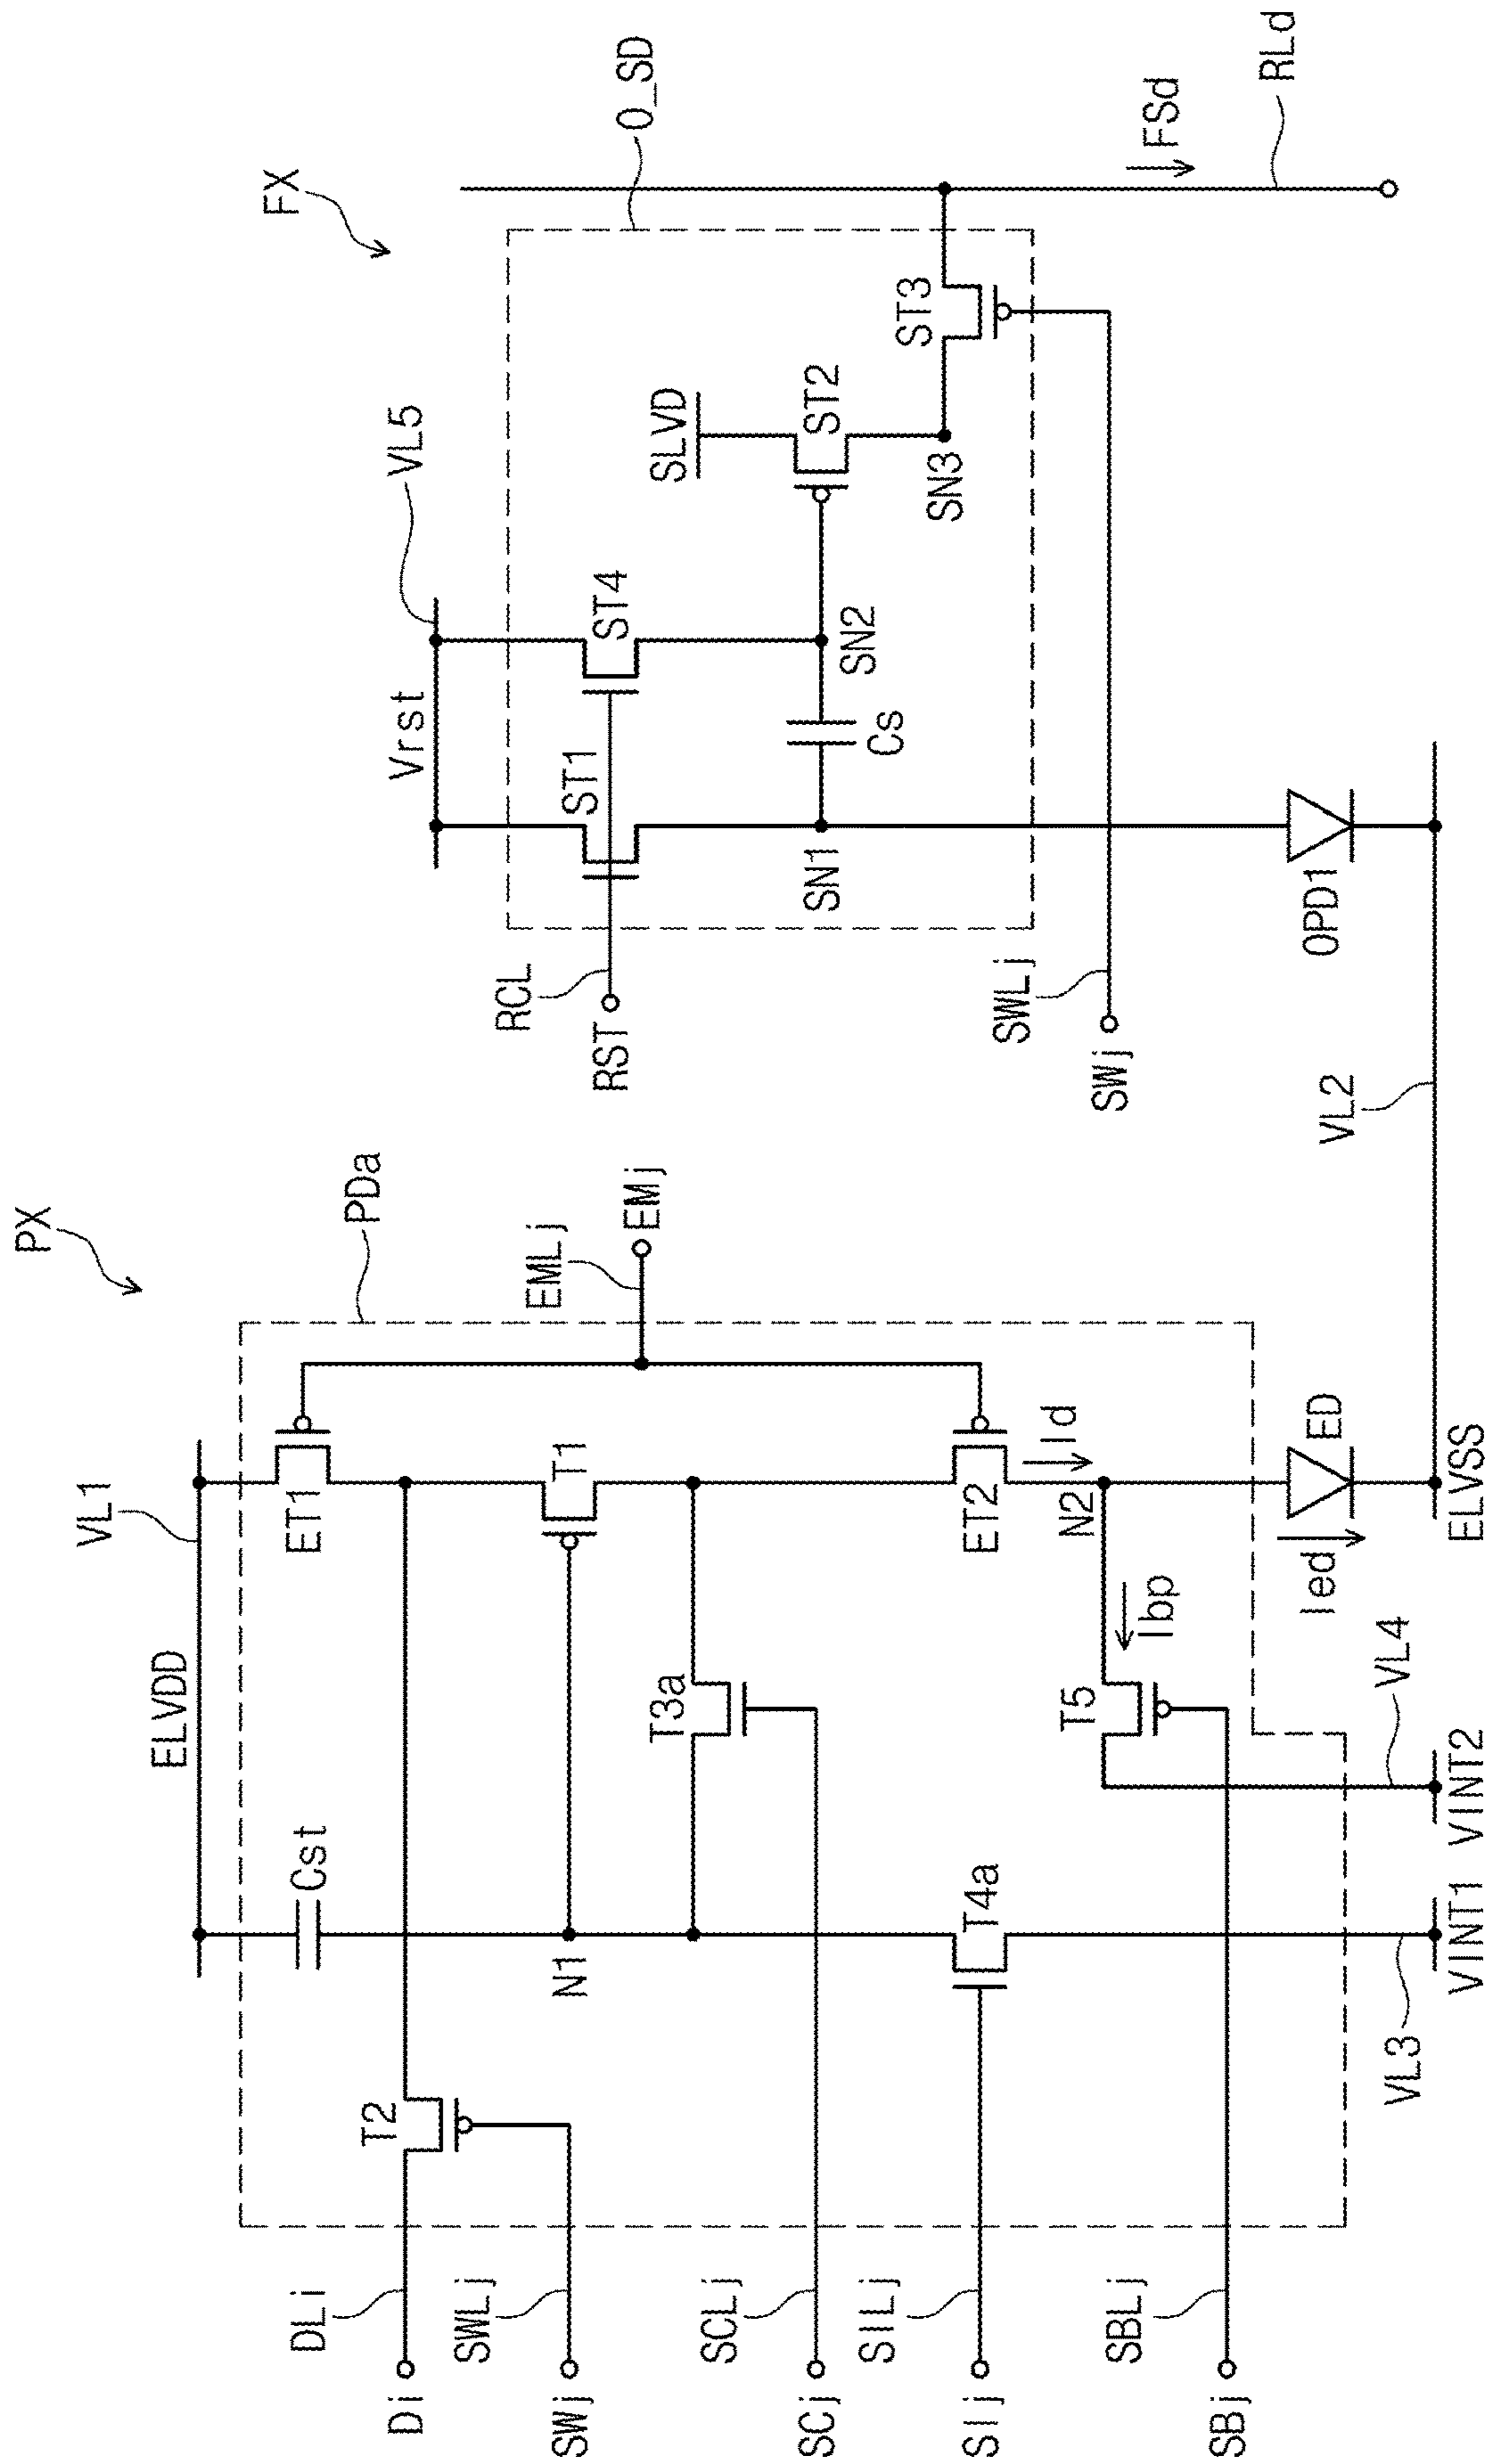 PX
FX
VL1
ELVDD
PDa
Cst
ET1
DLi
Di
T2
SWLj
SWj
N1
T1
EMLj
EMj
T3a
SCLj
SCj
SILj
SIj
T4a
ET2
Id
N2
Ibp
T5
SBLj
SBj
ED
Ied
VL3
VL4
VINT1
VINT2
ELVSS
VL2
VL5
Vrst
O_SD
RCL
RST
ST1
ST4
SLVD
ST2
SN1
Cs
SN2
SN3
ST3
SWLj
SWj
OPD1
FSd
RLd